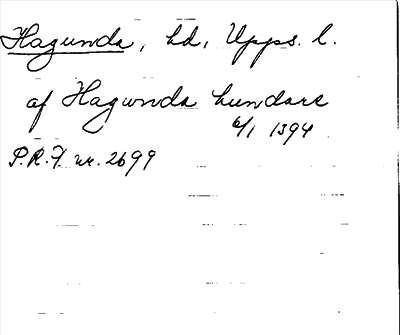 Hagunda, hd, Upps. l.
af Hagunda hundare
6/1 1394
P.R.F. nr. 2699